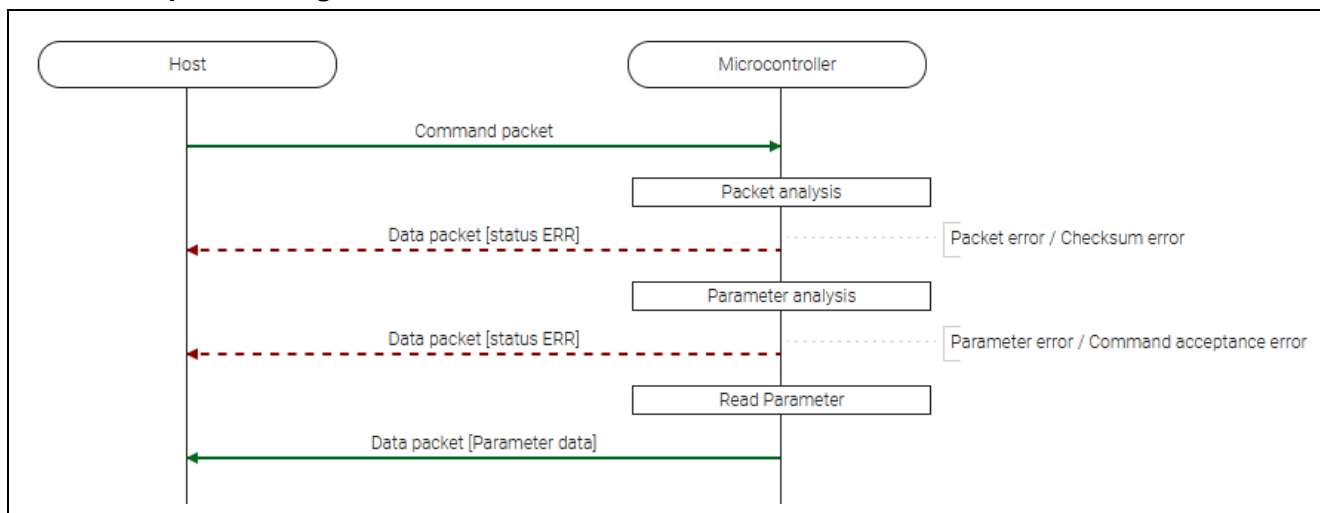 Host
Microcontroller
Command packet
Packet analysis
Data packet [status ERR]
Packet error / Checksum error
Parameter analysis
Data packet [status ERR]
Parameter error / Command acceptance error
Read Parameter
Data packet [Parameter data]